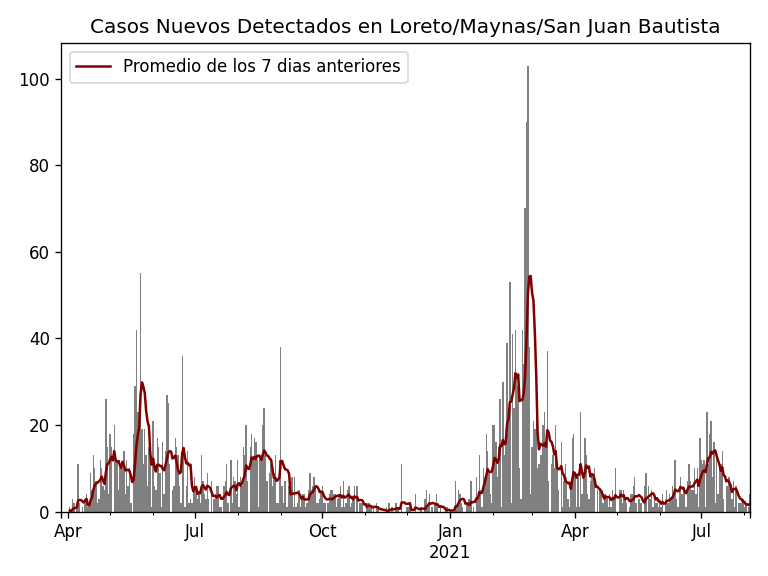 Casos Nuevos Detectados en Loreto/Maynas/San Juan Bautista
Promedio de los 7 dias anteriores
100
80
60
40
20
0
Apr Jul Oct Jan Apr Jul
2021